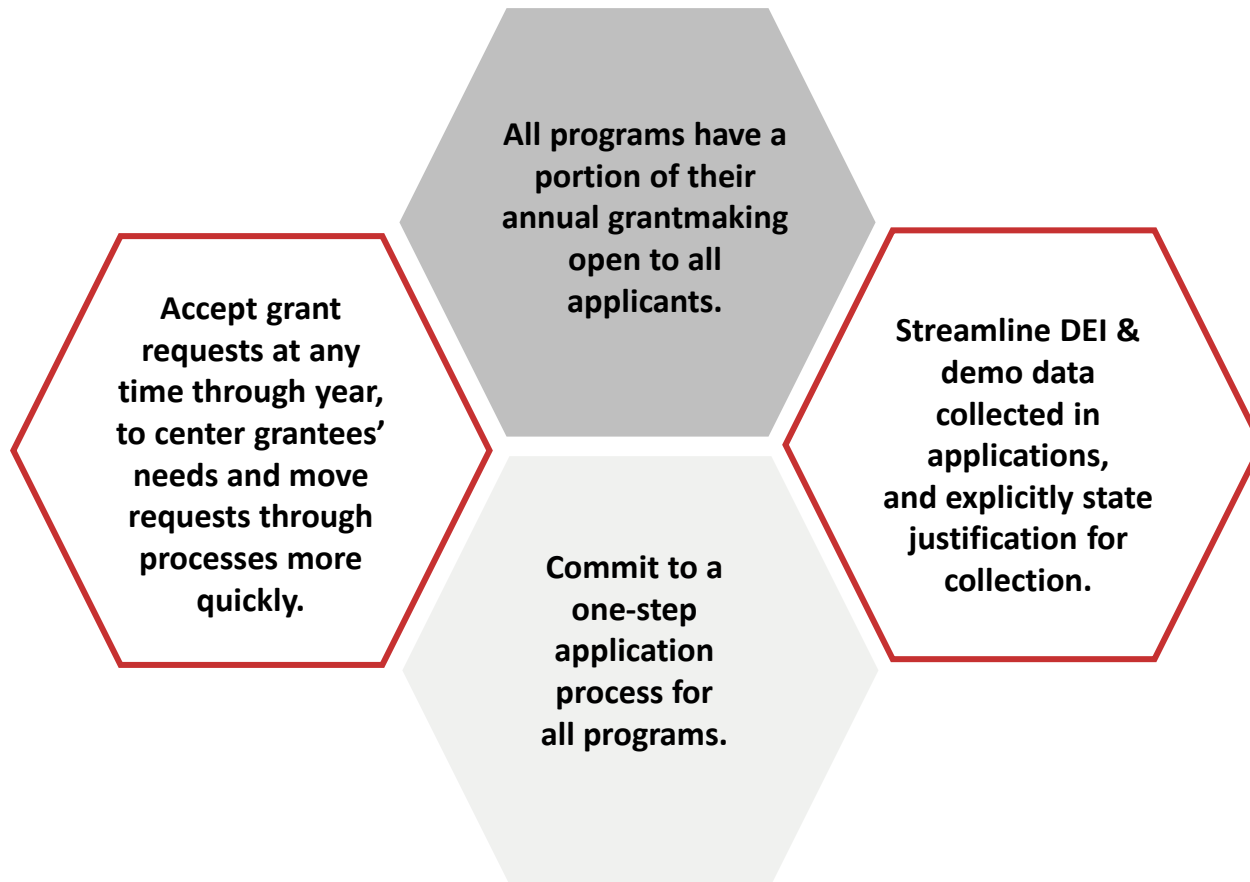 All programs have a
portion of their
annual grantmaking
open to all
applicants.
Accept grant
requests at any
time through year,
to center grantees’
needs and move
requests through
processes more
quickly.
Streamline DEI &
demo data
collected in
applications,
and explicitly state
justification for
collection.
Commit to a
one-step
application
process for
all programs.